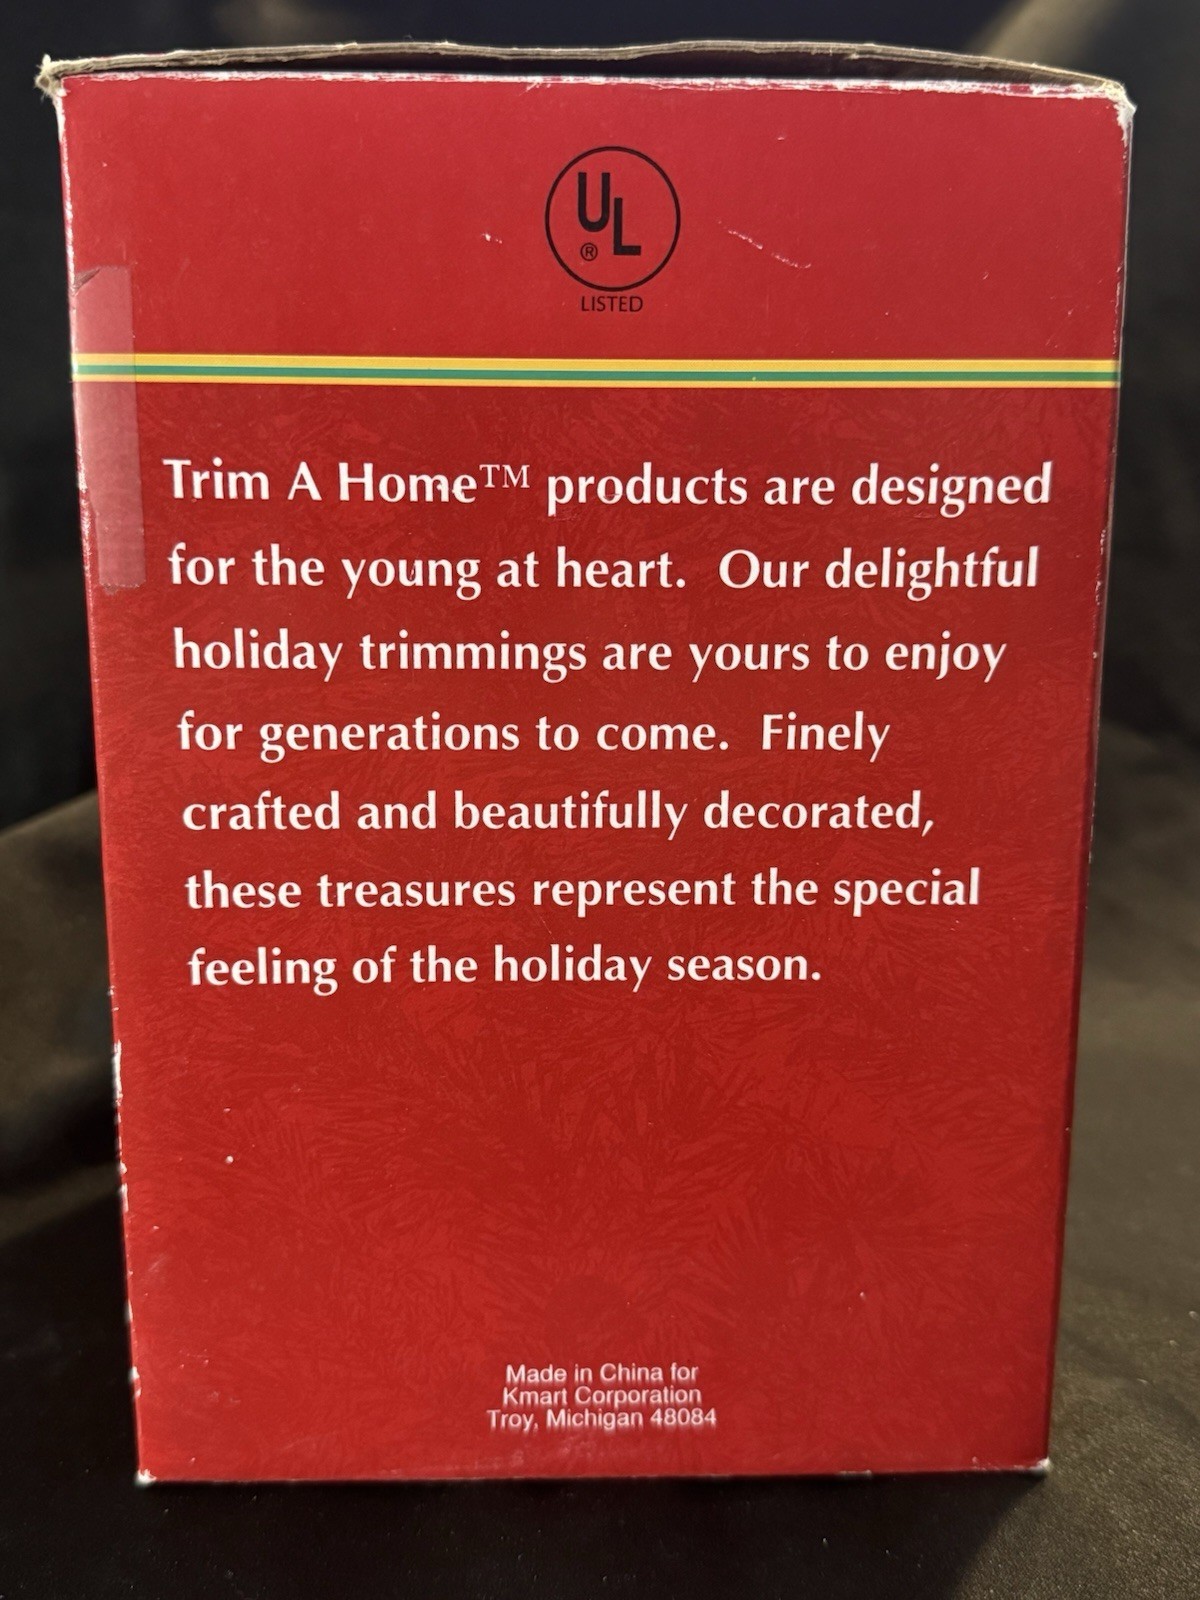 UL
®
LISTED
Trim A Home™ products are designed
for the young at heart. Our delightful
holiday trimmings are yours to enjoy
for generations to come. Finely
crafted and beautifully decorated,
these treasures represent the special
feeling of the holiday season.
Made in China for
Kmart Corporation
Troy, Michigan 48084